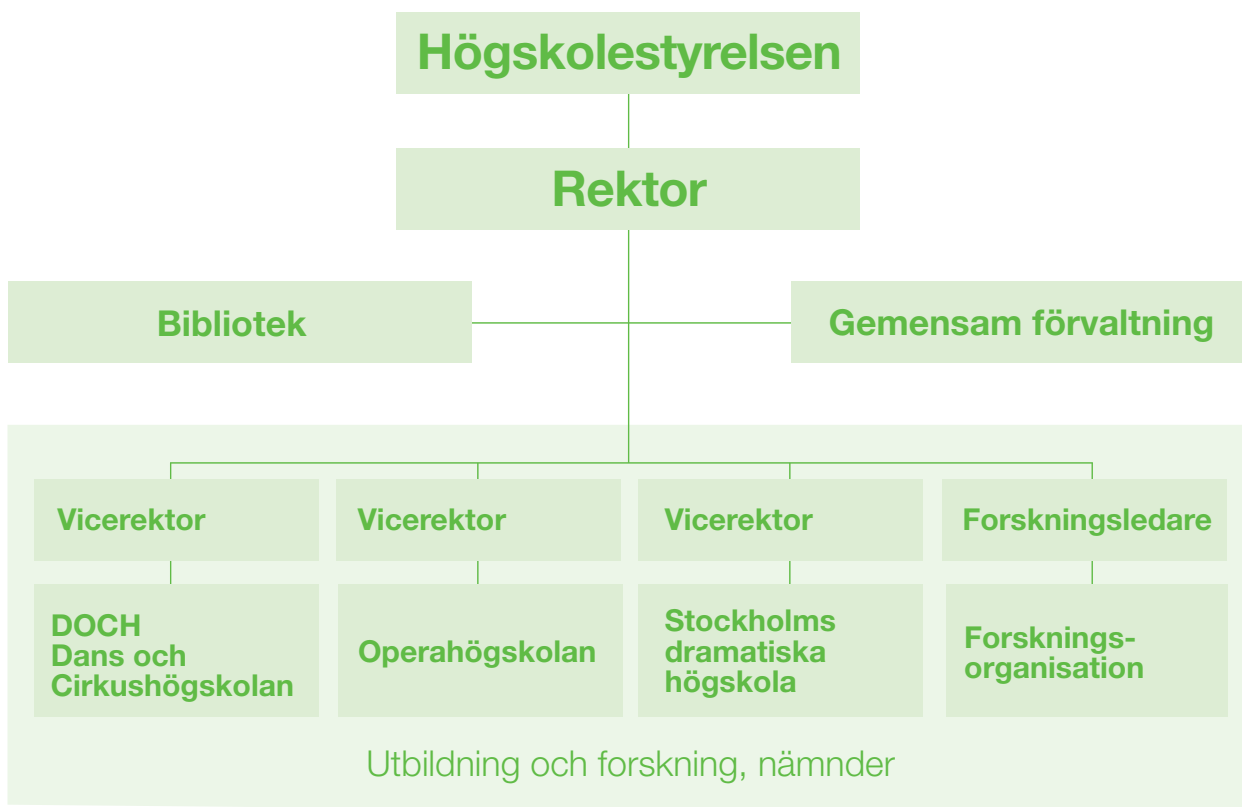 Högskolestyrelsen
Rektor
Bibliotek
Gemensam förvaltning
Vicerektor
Vicerektor
Vicerektor
Forskningsledare
DOCH
Dans och
Cirkushögskolan
Operahögskolan
Stockholms
dramatiska
högskola
Forsknings-
organisation
Utbildning och forskning, nämnder